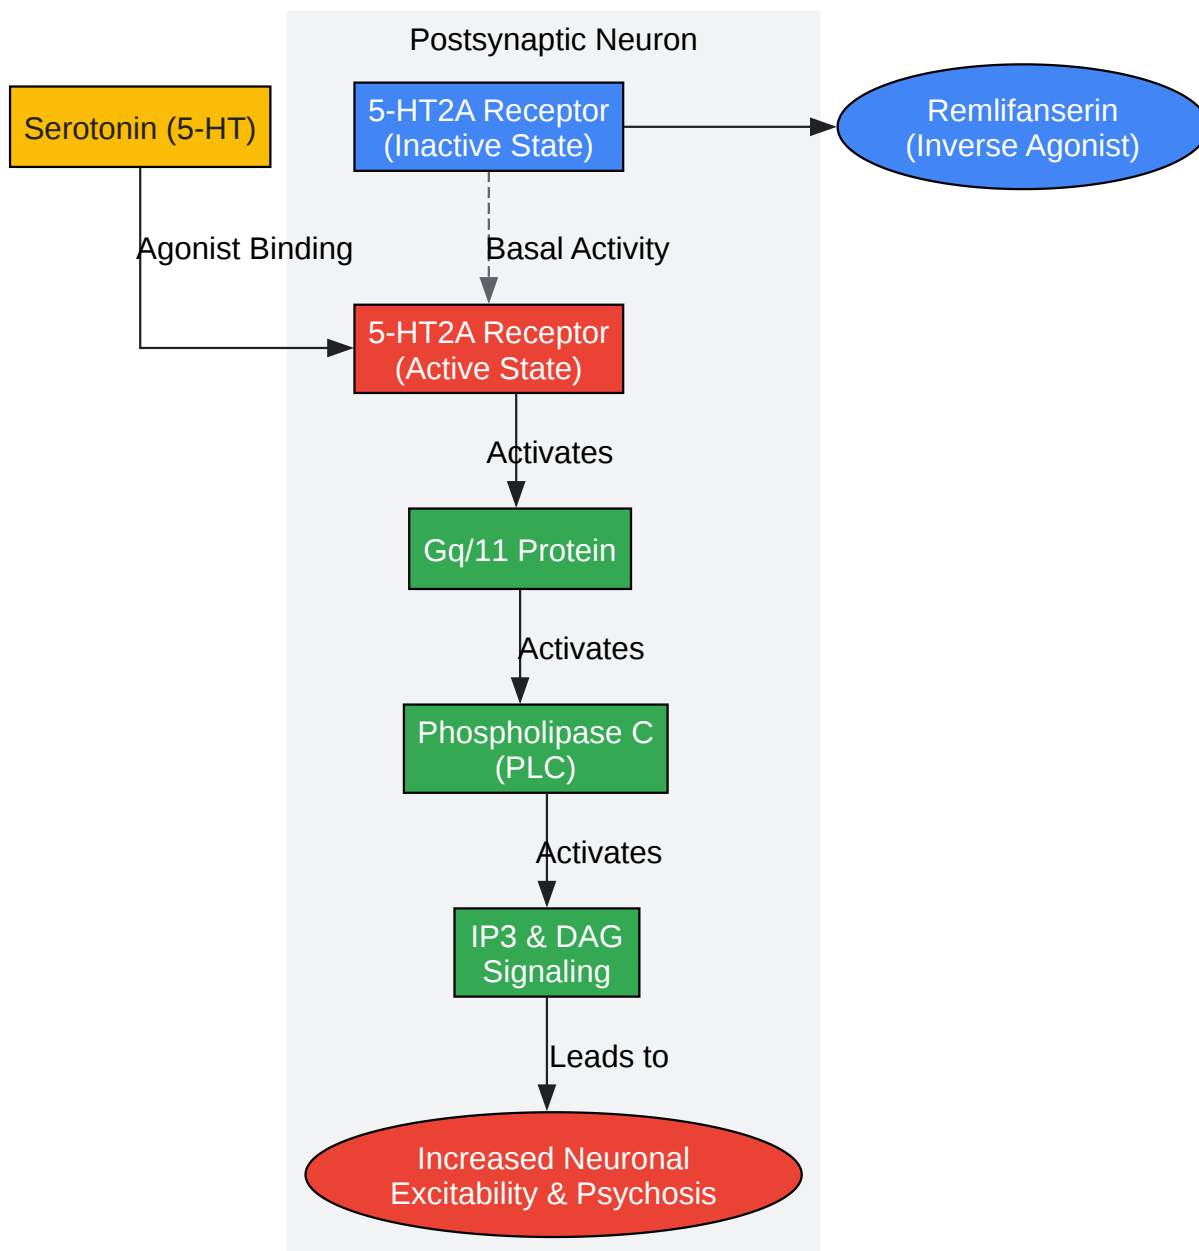 Postsynaptic Neuron
Serotonin (5-HT)
5-HT2A Receptor
(Inactive State)
Remlifanserin
(Inverse Agonist)
Agonist Binding
Basal Activity
5-HT2A Receptor
(Active State)
Activates
Gq/11 Protein
Activates
Phospholipase C
(PLC)
Activates
IP3 & DAG
Signaling
Leads to
Increased Neuronal
Excitability & Psychosis